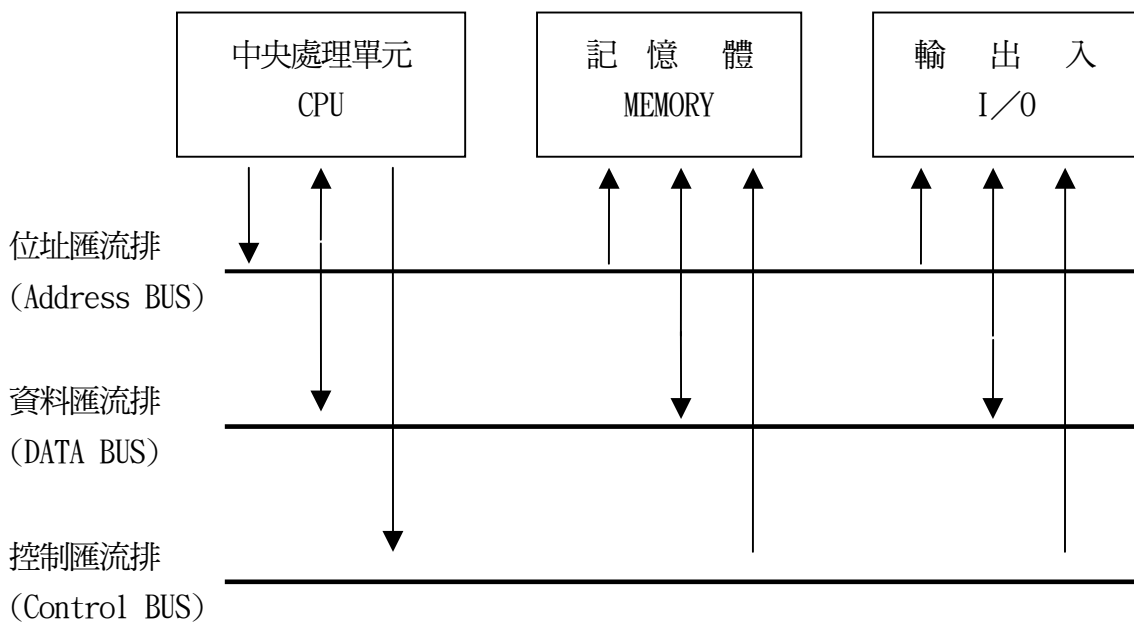 中央處理單元
CPU
記 憶 體
MEMORY
輸 出 入
I／O
位址匯流排
(Address BUS)
資料匯流排
(DATA BUS)
控制匯流排
(Control BUS)